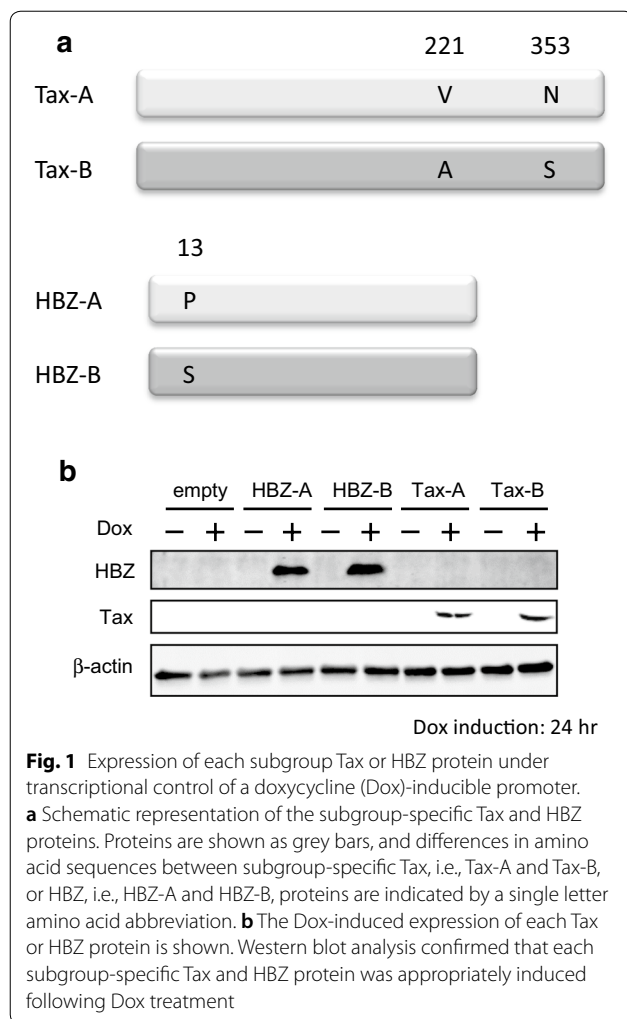 a
221 353
Tax-A V N
Tax-B A S
13
HBZ-A P
HBZ-B S
b
empty HBZ-A HBZ-B Tax-A Tax-B
Dox − + − + − + − + − +
HBZ
Tax
β-actin
Dox induction: 24 hr
Fig. 1 Expression of each subgroup Tax or HBZ protein under
transcriptional control of a doxycycline (Dox)-inducible promoter.
a Schematic representation of the subgroup-specific Tax and HBZ
proteins. Proteins are shown as grey bars, and differences in amino
acid sequences between subgroup-specific Tax, i.e., Tax-A and Tax-B,
or HBZ, i.e., HBZ-A and HBZ-B, proteins are indicated by a single letter
amino acid abbreviation. b The Dox-induced expression of each Tax
or HBZ protein is shown. Western blot analysis confirmed that each
subgroup-specific Tax and HBZ protein was appropriately induced
following Dox treatment